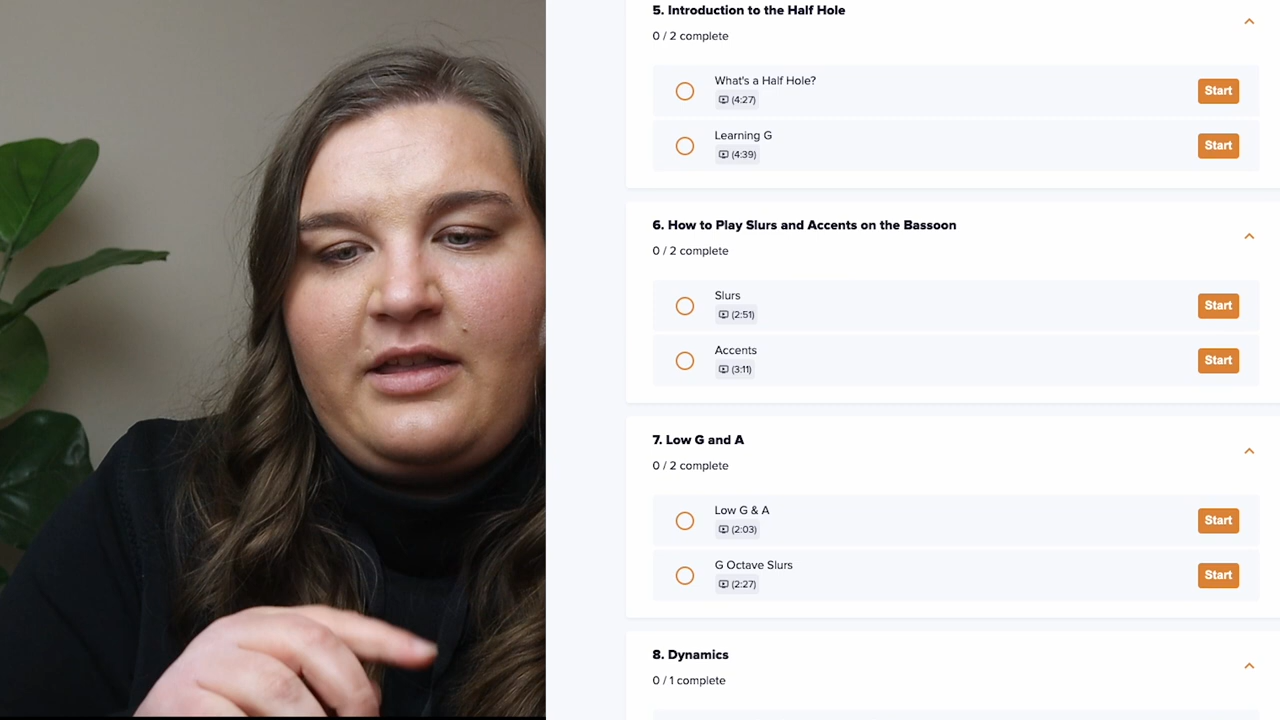 5. Introduction to the Half Hole
0 / 2 complete
What's a Half Hole?
(4:27)
Start
Learning G
(4:39)
Start
6. How to Play Slurs and Accents on the Bassoon
0 / 2 complete
Slurs
(2:51)
Start
Accents
(3:11)
Start
7. Low G and A
0 / 2 complete
Low G & A
(2:03)
Start
G Octave Slurs
(2:27)
Start
8. Dynamics
0 / 1 complete